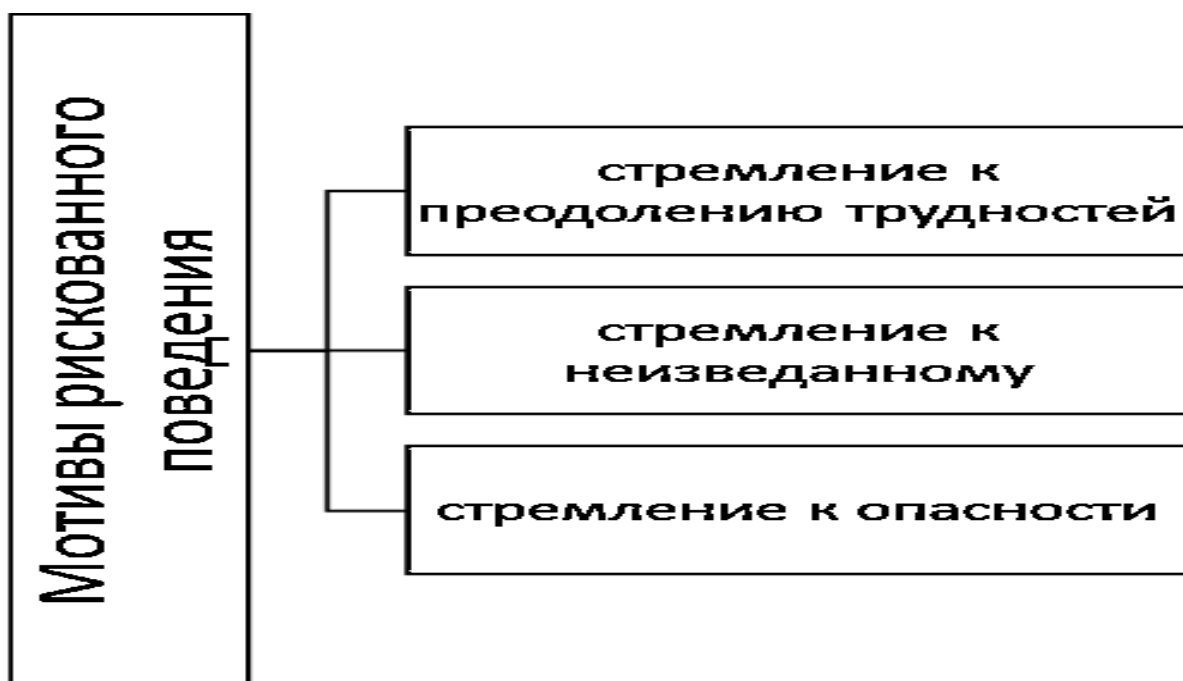 Мотивы рискованного
поведения
стремление к
преодолению трудностей
стремление к
неизведанному
стремление к опасности